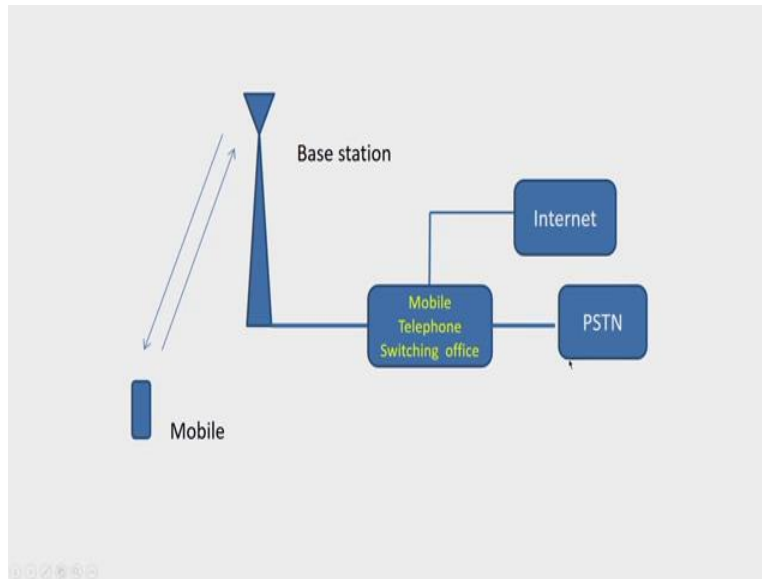 Base station
Internet
Mobile
Telephone
Switching office
PSTN
Mobile